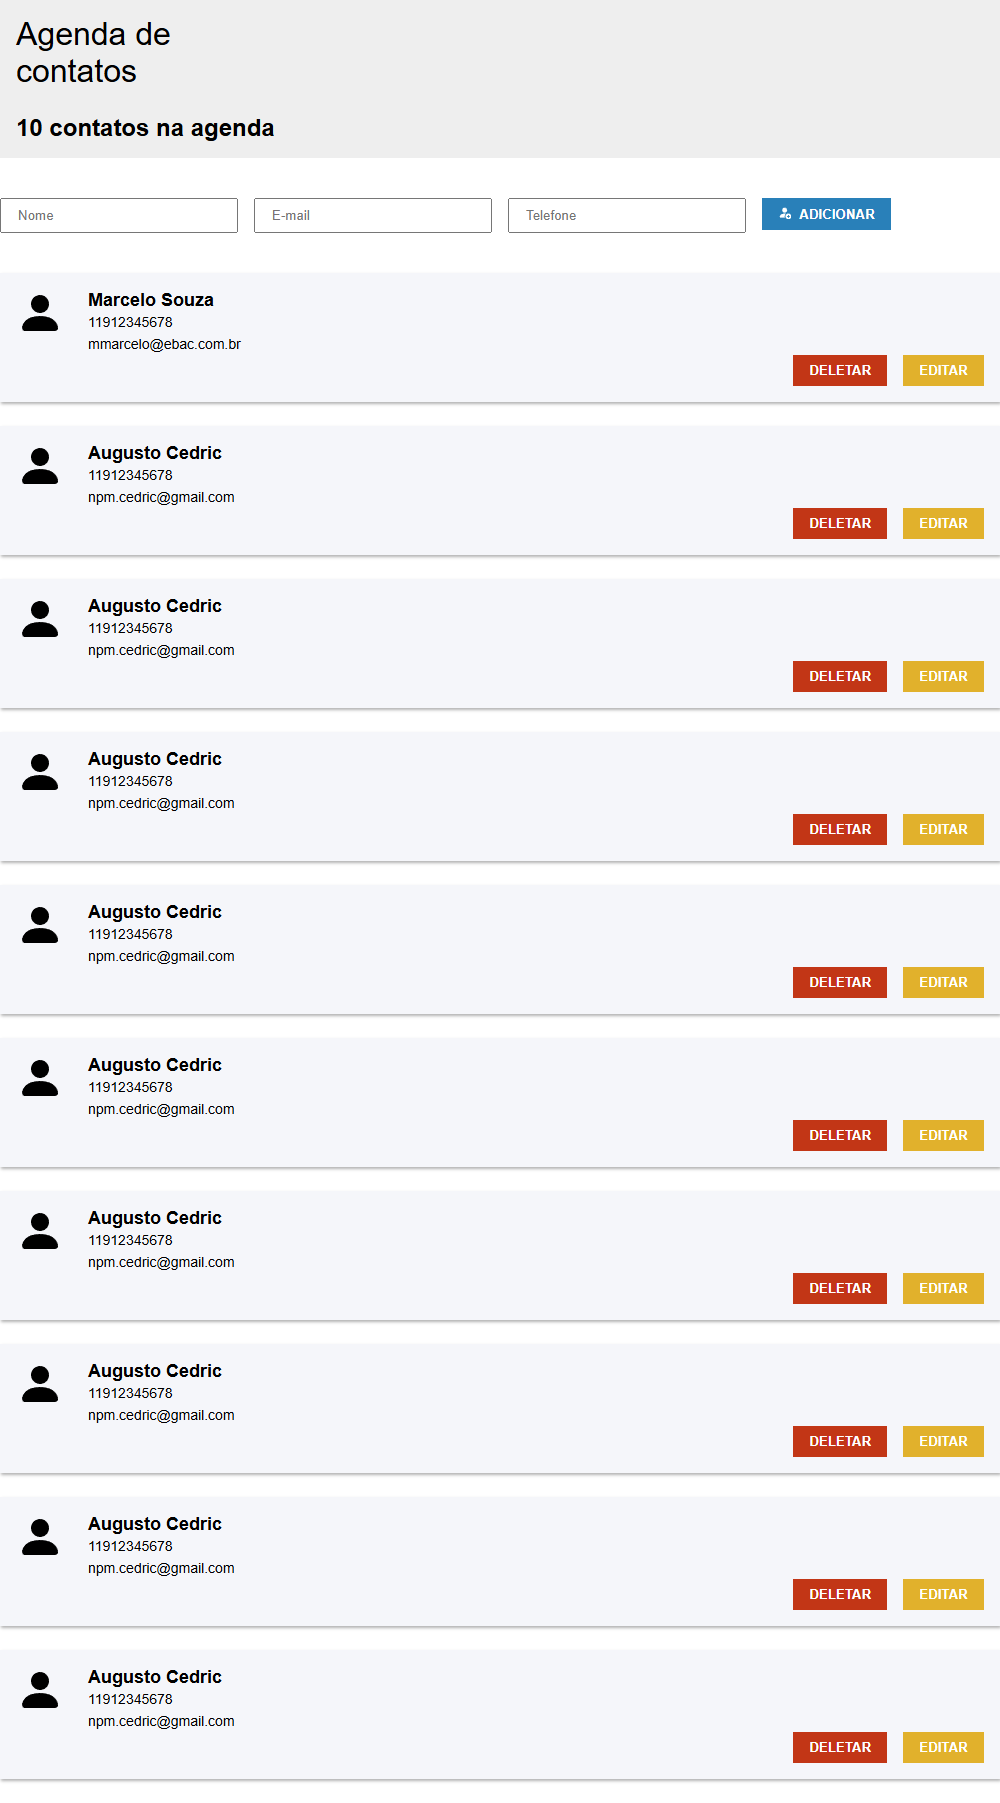 Agenda de
contatos
10 contatos na agenda
Nome E-mail Telefone ADICIONAR
Marcelo Souza
11912345678
mmarcelo@ebac.com.br
DELETAR EDITAR
Augusto Cedric
11912345678
npm.cedric@gmail.com
DELETAR EDITAR
Augusto Cedric
11912345678
npm.cedric@gmail.com
DELETAR EDITAR
Augusto Cedric
11912345678
npm.cedric@gmail.com
DELETAR EDITAR
Augusto Cedric
11912345678
npm.cedric@gmail.com
DELETAR EDITAR
Augusto Cedric
11912345678
npm.cedric@gmail.com
DELETAR EDITAR
Augusto Cedric
11912345678
npm.cedric@gmail.com
DELETAR EDITAR
Augusto Cedric
11912345678
npm.cedric@gmail.com
DELETAR EDITAR
Augusto Cedric
11912345678
npm.cedric@gmail.com
DELETAR EDITAR
Augusto Cedric
11912345678
npm.cedric@gmail.com
DELETAR EDITAR